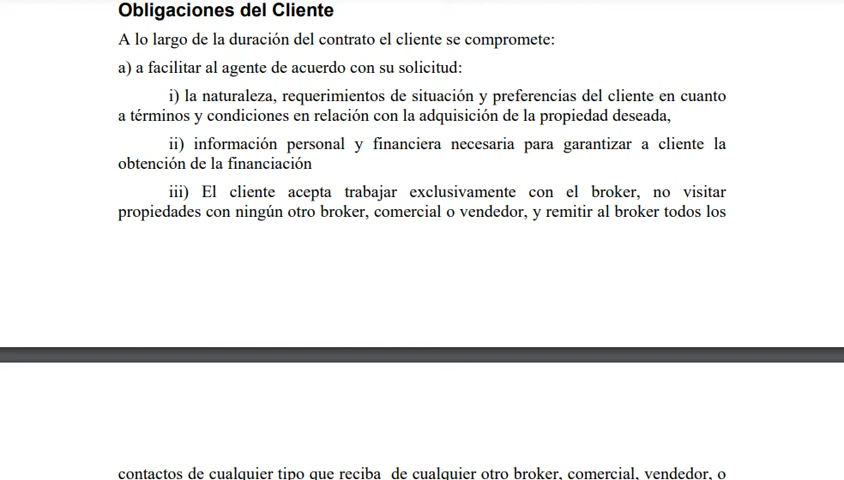 Obligaciones del Cliente
A lo largo de la duración del contrato el cliente se compromete:
a) a facilitar al agente de acuerdo con su solicitud:
i) la naturaleza, requerimientos de situación y preferencias del cliente en cuanto
a términos y condiciones en relación con la adquisición de la propiedad deseada,
ii) información personal y financiera necesaria para garantizar a cliente la
obtención de la financiación
iii) El cliente acepta trabajar exclusivamente con el broker, no visitar
propiedades con ningún otro broker, comercial o vendedor, y remitir al broker todos los
contactos de cualquier tipo que reciba de cualquier otro broker, comercial, vendedor, o